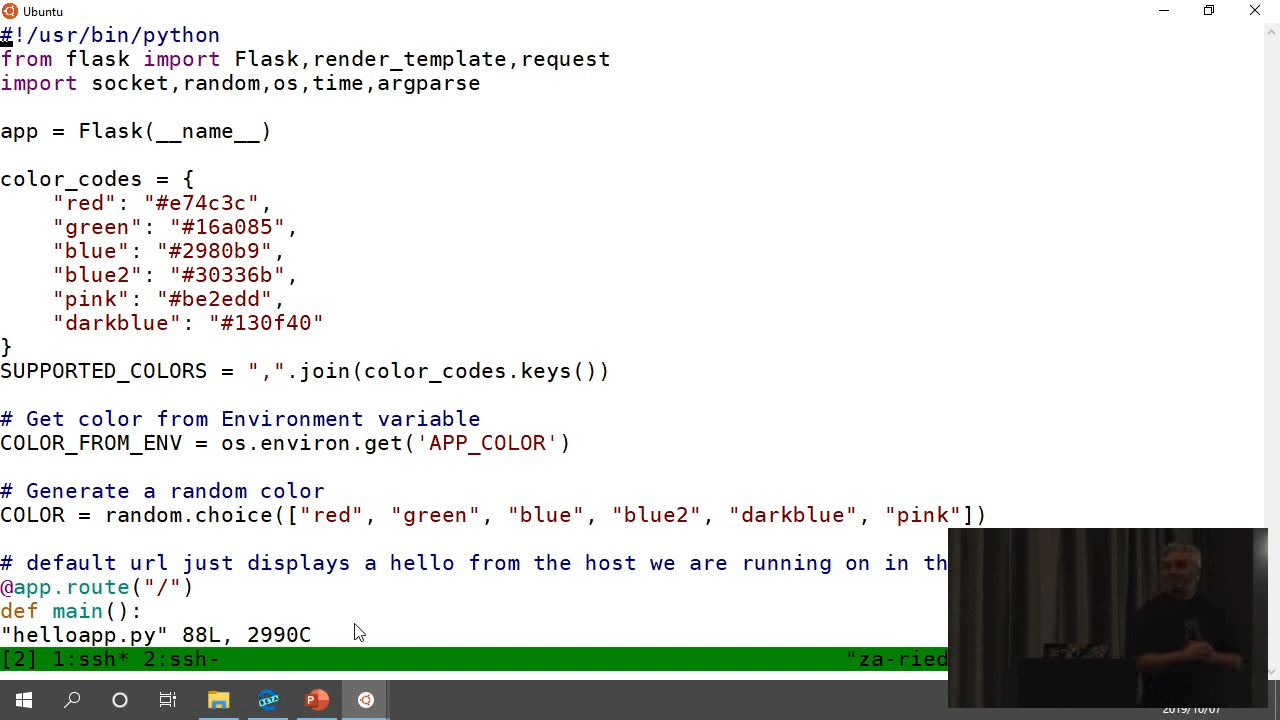 Ubuntu
#!/usr/bin/python
from flask import Flask,render_template,request
import socket,random,os,time,argparse
app = Flask(__name__)
color_codes = {
"red": "#e74c3c",
"green": "#16a085",
"blue": "#2980b9",
"blue2": "#30336b",
"pink": "#be2edd",
"darkblue": "#130f40"
}
SUPPORTED_COLORS = ",".join(color_codes.keys())
# Get color from Environment variable
COLOR_FROM_ENV = os.environ.get('APP_COLOR')
# Generate a random color
COLOR = random.choice(["red", "green", "blue", "blue2", "darkblue", "pink"])
# default url just displays a hello from the host we are running on in th
@app.route("/")
def main():
"helloapp.py" 88L, 2990C
[2] 1:ssh* 2:ssh- "za-ried
BETA
2019/10/07